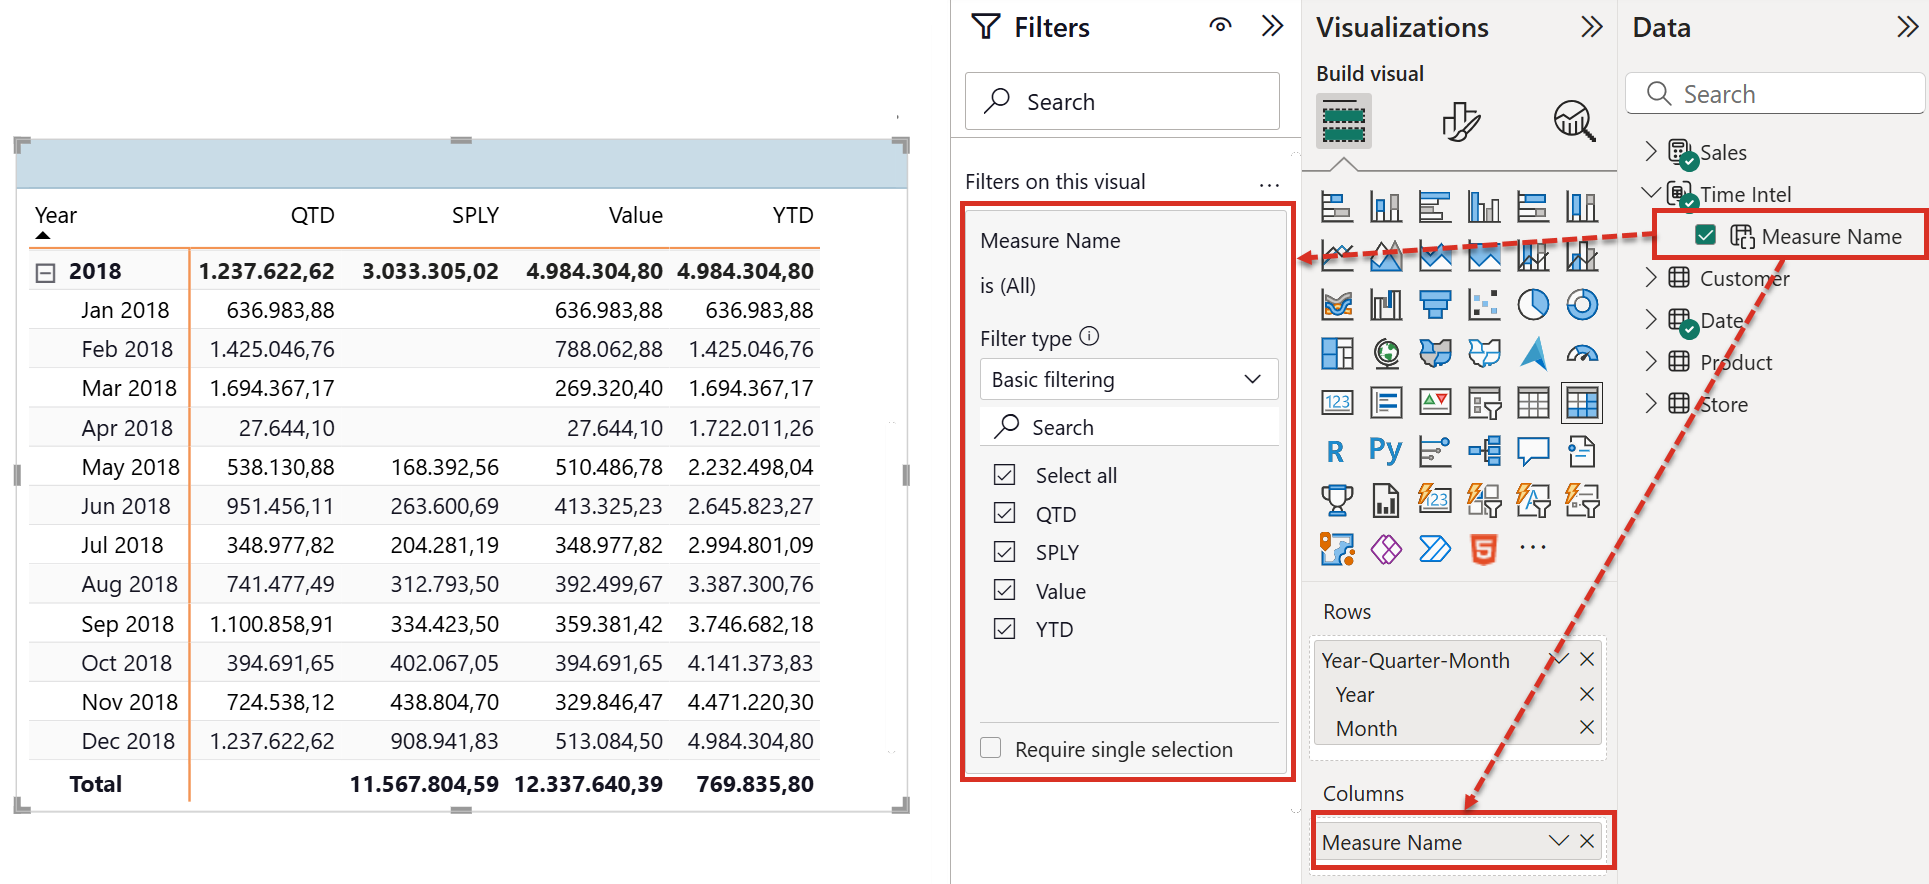 Year QTD SPLY Value YTD
2018 1.237.622,62 3.033.305,02 4.984.304,80 4.984.304,80
Jan 2018 636.983,88 636.983,88 636.983,88
Feb 2018 1.425.046,76 788.062,88 1.425.046,76
Mar 2018 1.694.367,17 269.320,40 1.694.367,17
Apr 2018 27.644,10 27.644,10 1.722.011,26
May 2018 538.130,88 168.392,56 510.486,78 2.232.498,04
Jun 2018 951.456,11 263.600,69 413.325,23 2.645.823,27
Jul 2018 348.977,82 204.281,19 348.977,82 2.994.801,09
Aug 2018 741.477,49 312.793,50 392.499,67 3.387.300,76
Sep 2018 1.100.858,91 334.423,50 359.381,42 3.746.682,18
Oct 2018 394.691,65 402.067,05 394.691,65 4.141.373,83
Nov 2018 724.538,12 438.804,70 329.846,47 4.471.220,30
Dec 2018 1.237.622,62 908.941,83 513.084,50 4.984.304,80
Total 11.567.804,59 12.337.640,39 769.835,80
Filters
Search
Filters on this visual
Measure Name
is (All)
Filter type
Basic filtering
Search
Select all
QTD
SPLY
Value
YTD
Require single selection
Visualizations
Build visual
123
R
Py
123
5
Rows
Year-Quarter-Month
Year
Month
Columns
Measure Name
Data
Search
Sales
Time Intel
Measure Name
Customer
Date
Product
Store